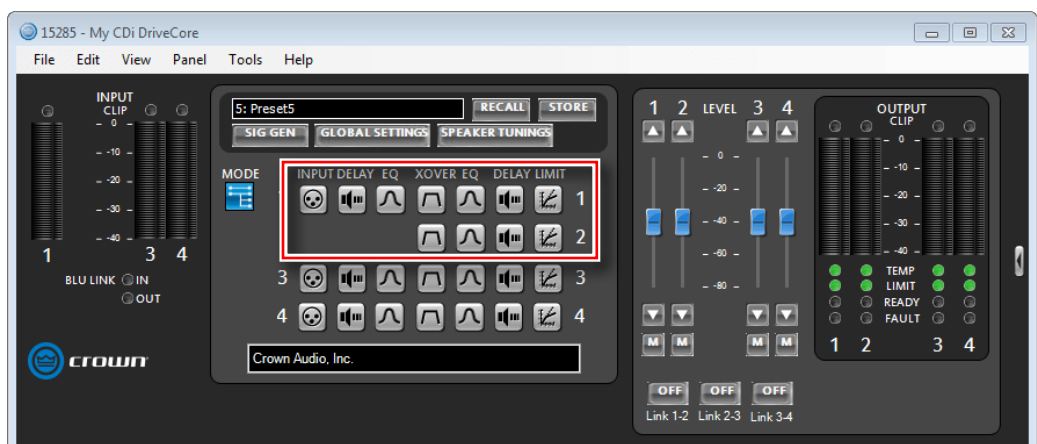 15285 - My CDi DriveCore
File Edit View Panel Tools Help
INPUT
CLIP
- 0 -
- -10 -
- -20 -
- -30 -
- -40 -
1 3 4
BLU LINK IN
OUT
crown
5: Preset5 RECALL STORE
SIG GEN GLOBAL SETTINGS SPEAKER TUNINGS
MODE INPUT DELAY EQ XOVER EQ DELAY LIMIT
1
2
3 3
4 4
Crown Audio, Inc.
1 2 LEVEL 3 4
- 0 -
- -20 -
- -40 -
- -60 -
- -80 -
M M M M
OFF OFF OFF
Link 1-2 Link 2-3 Link 3-4
OUTPUT
CLIP
- 0 -
- -10 -
- -20 -
- -30 -
- -40 -
TEMP
LIMIT
READY
FAULT
1 2 3 4